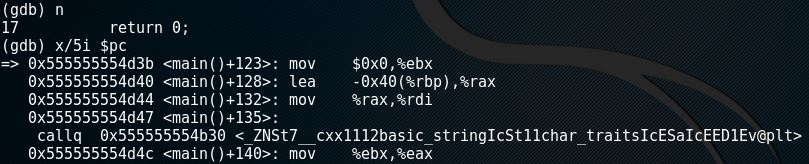 (gdb) n
17          return 0;
(gdb) x/5i $pc
=> 0x555555554d3b <main()+123>: mov    $0x0,%ebx
   0x555555554d40 <main()+128>: lea    -0x40(%rbp),%rax
   0x555555554d44 <main()+132>: mov    %rax,%rdi
   0x555555554d47 <main()+135>:
    callq  0x555555554b30 <_ZNSt7__cxx1112basic_stringIcSt11char_traitsIcESaIcEED1Ev@plt>
   0x555555554d4c <main()+140>: mov    %ebx,%eax